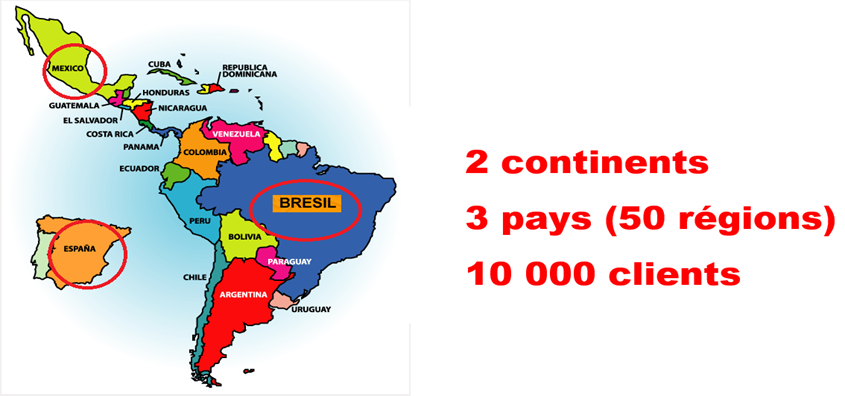 MEXICO
CUBA
REPUBLICA
DOMINICANA
HONDURAS
GUATEMALA
NICARAGUA
EL SALVADOR
COSTA RICA
PANAMA
VENEZUELA
COLOMBIA
ECUADOR
BRESIL
PERU
BOLIVIA
ESPAÑA
PARAGUAY
CHILE
ARGENTINA
URUGUAY
2 continents
3 pays (50 régions)
10 000 clients